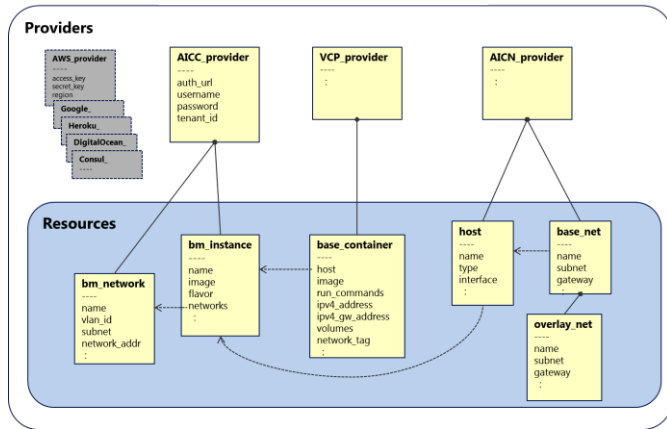 Providers
AWS_provider
----
access_key
secret_key
region
Google_
Heroku_
DigitalOcean_
Consul_
----
AICC_provider
----
auth_url
username
password
tenant_id
VCP_provider
----
:
AICN_provider
----
:
Resources
bm_network
----
name
vlan_id
subnet
network_addr
:
bm_instance
----
name
image
flavor
networks
:
base_container
----
host
image
run_commands
ipv4_address
ipv4_gw_address
volumes
network_tag
:
host
----
name
type
interface
:
base_net
----
name
subnet
gateway
:
overlay_net
----
name
subnet
gateway
: